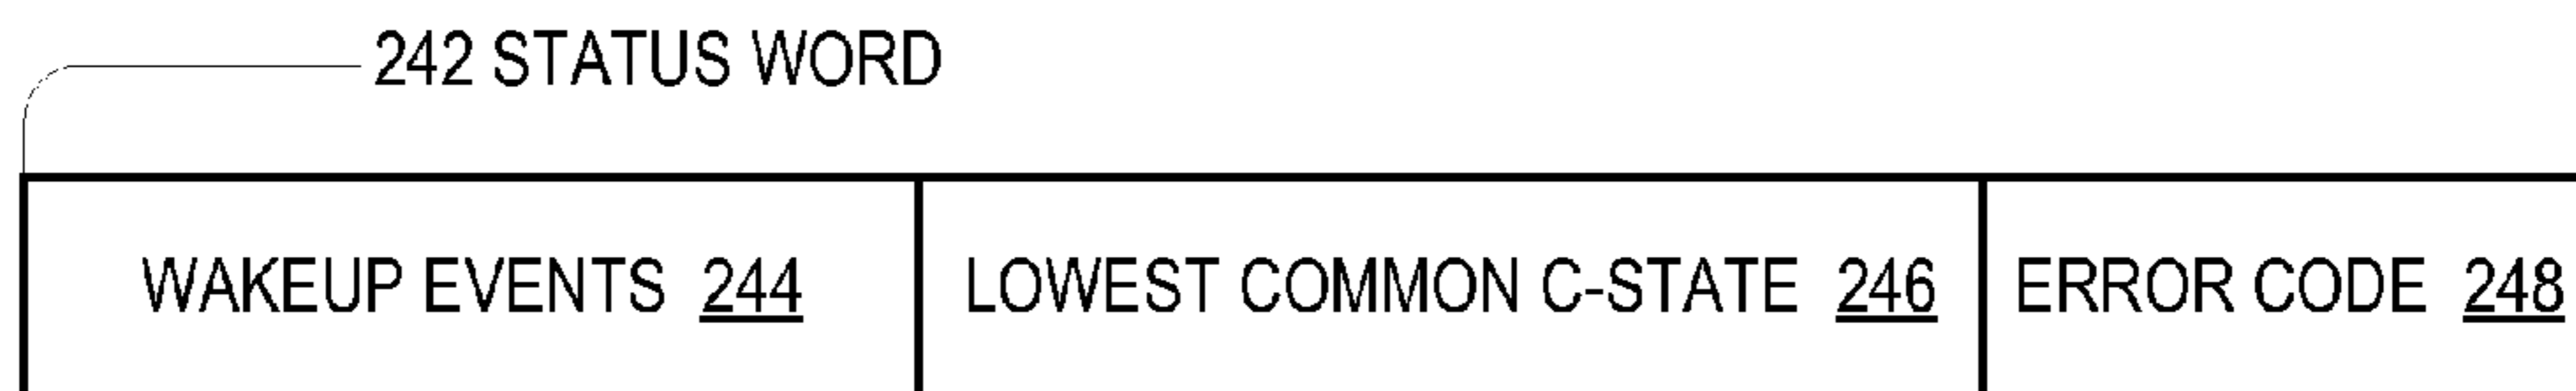 242 STATUS WORD
WAKEUP EVENTS 244 LOWEST COMMON C-STATE 246 ERROR CODE 248